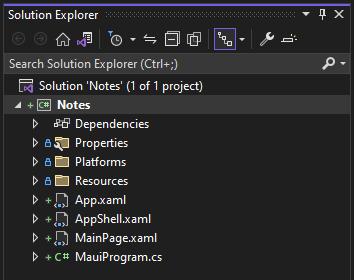 Solution Explorer
Search Solution Explorer (Ctrl+;)
Solution 'Notes' (1 of 1 project)
C# Notes
Dependencies
Properties
Platforms
Resources
App.xaml
AppShell.xaml
MainPage.xaml
C# MauiProgram.cs